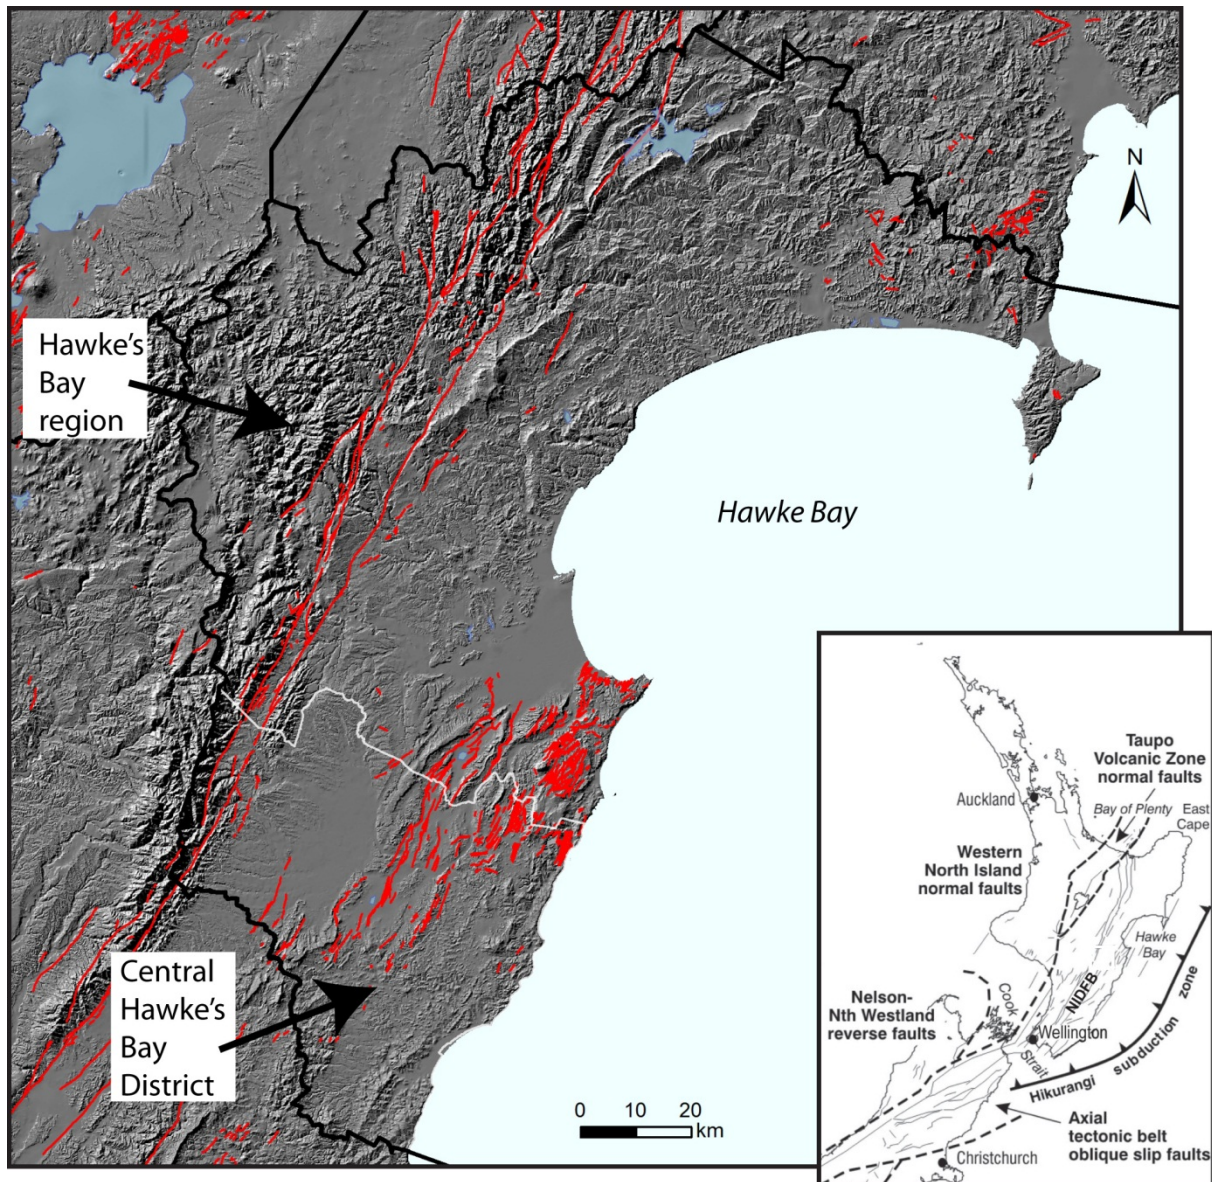 N
Hawke's
Bay
region
Hawke Bay
Central
Hawke's
Bay
District
0 10 20
km
Taupo
Volcanic Zone
normal faults
Auckland
Bay of Plenty
East
Cape
Western
North Island
normal faults
Hawke
Bay
NIDFB
Nelson-
Nth Westland
reverse faults
Cook
Strait
Wellington
Hikurangi subduction zone
Axial
tectonic belt
oblique slip faults
Christchurch